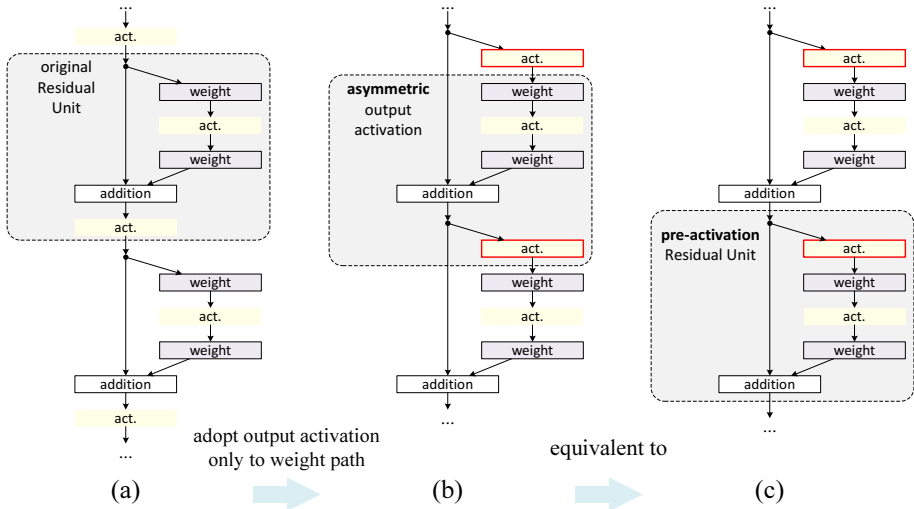 ...
act.
original
Residual
Unit
weight
act.
weight
addition
act.
weight
act.
weight
addition
act.
...
(a)
adopt output activation
only to weight path
...
act.
asymmetric
output
activation
weight
act.
weight
addition
act.
weight
act.
weight
addition
...
(b)
equivalent to
...
act.
weight
act.
weight
addition
pre-activation
Residual Unit
act.
weight
act.
weight
addition
...
(c)